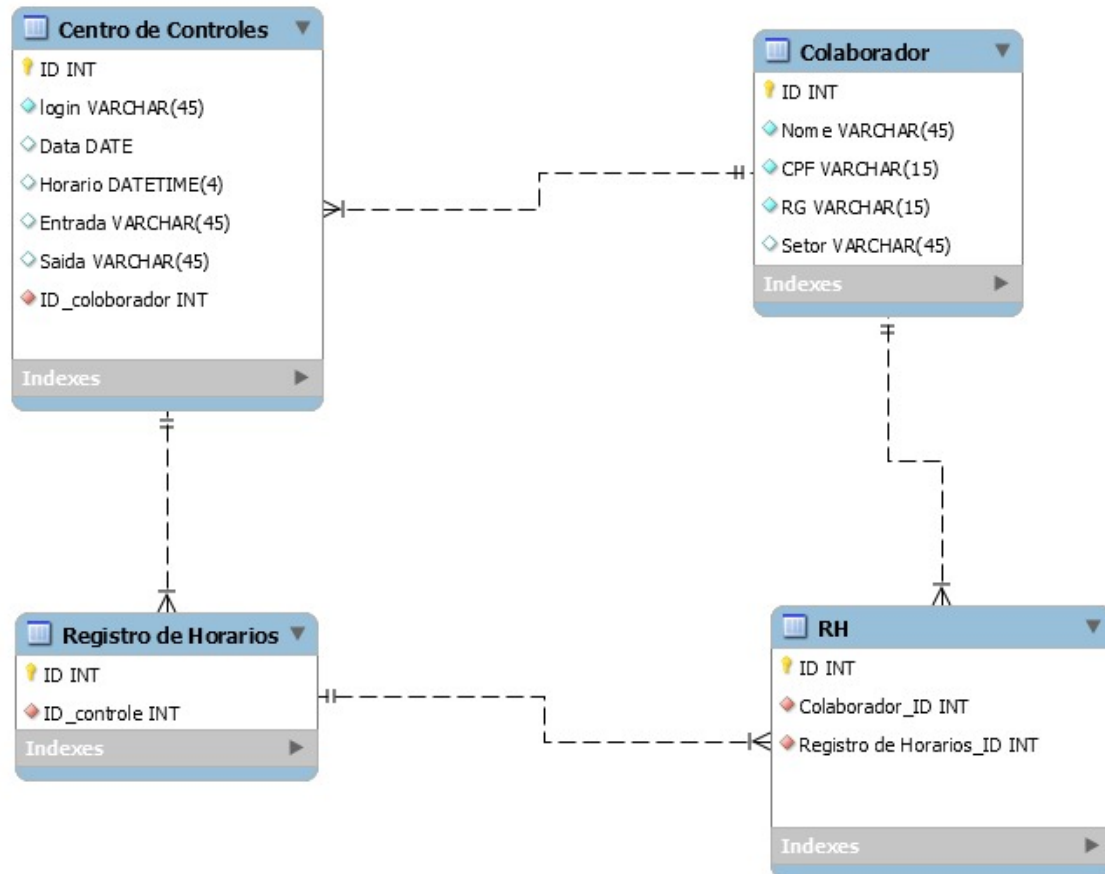 Centro de Controles
ID INT
login VARCHAR(45)
Data DATE
Horario DATETIME(4)
Entrada VARCHAR(45)
Saida VARCHAR(45)
ID_coloborador INT
Indexes
Colaborador
ID INT
Nome VARCHAR(45)
CPF VARCHAR(15)
RG VARCHAR(15)
Setor VARCHAR(45)
Indexes
Registro de Horarios
ID INT
ID_controle INT
Indexes
RH
ID INT
Colaborador_ID INT
Registro de Horarios_ID INT
Indexes